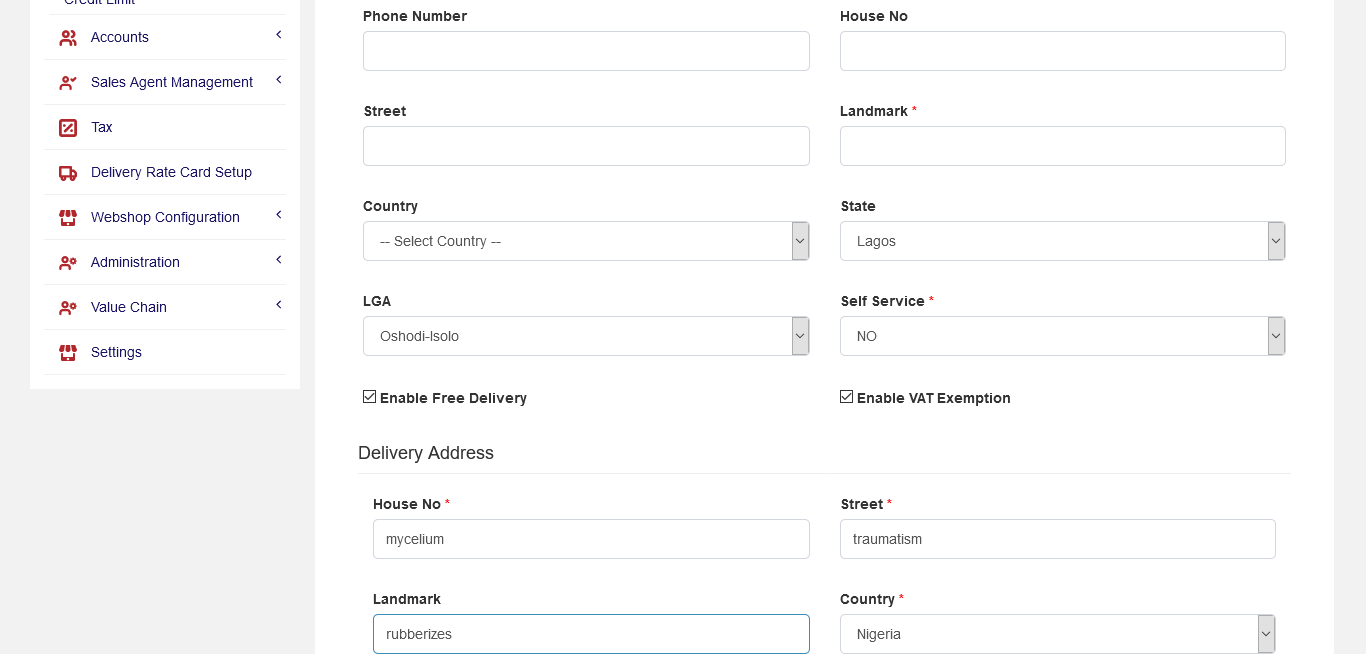 Credit Limit
Accounts
Sales Agent Management
Tax
Delivery Rate Card Setup
Webshop Configuration
Administration
Value Chain
Settings
Phone Number
House No
Street
Landmark *
Country
State
-- Select Country --
Lagos
LGA
Self Service *
Oshodi-Isolo
NO
Enable Free Delivery
Enable VAT Exemption
Delivery Address
House No *
Street *
mycelium
traumatism
Landmark
Country *
rubberizes
Nigeria